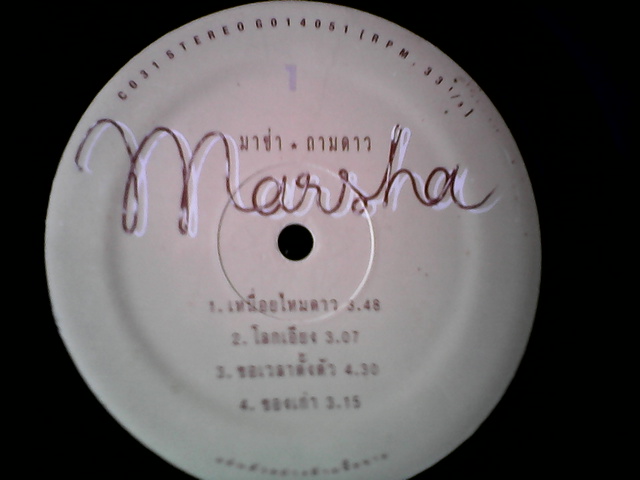 C031 STEREO G014051 [RPM. 33 1/3]
1
มาช่า • ถามดาว
Marsha
1. เหนื่อยไหมดาว 3.48
2. โลกเอียง 3.07
3. ขอเวลาตั้งตัว 4.30
4. ของเก่า 3.15